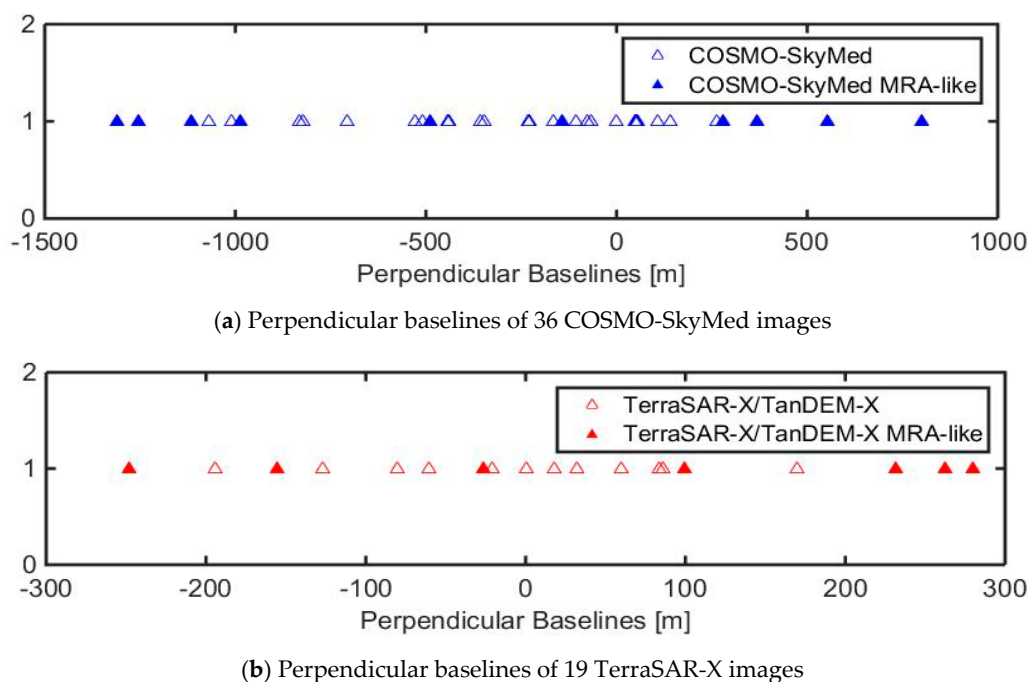 2
COSMO-SkyMed
COSMO-SkyMed MRA-like
1
0
-1500 -1000 -500 0 500 1000
Perpendicular Baselines [m]
(a) Perpendicular baselines of 36 COSMO-SkyMed images
2
TerraSAR-X/TanDEM-X
TerraSAR-X/TanDEM-X MRA-like
1
0
-300 -200 -100 0 100 200 300
Perpendicular Baselines [m]
(b) Perpendicular baselines of 19 TerraSAR-X images